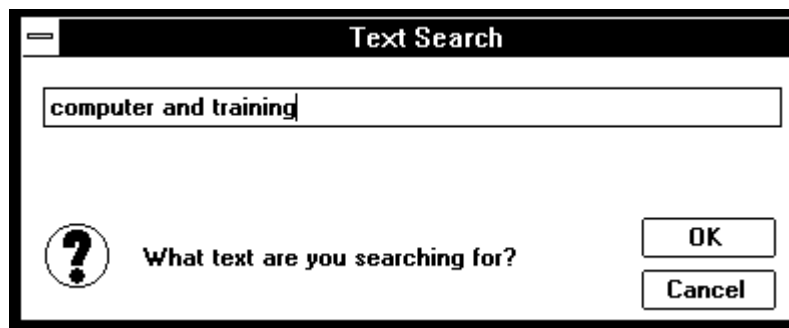 Text Search
computer and training
What text are you searching for?
OK
Cancel